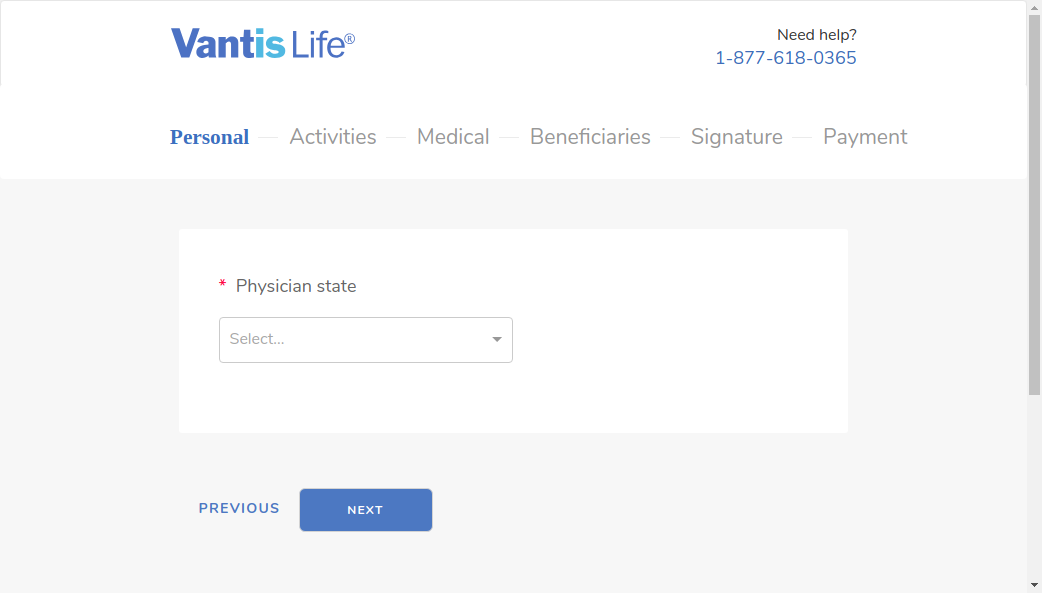 Vantis Life®
Need help?
1-877-618-0365
Personal Activities Medical Beneficiaries Signature Payment
* Physician state
Select...
PREVIOUS NEXT